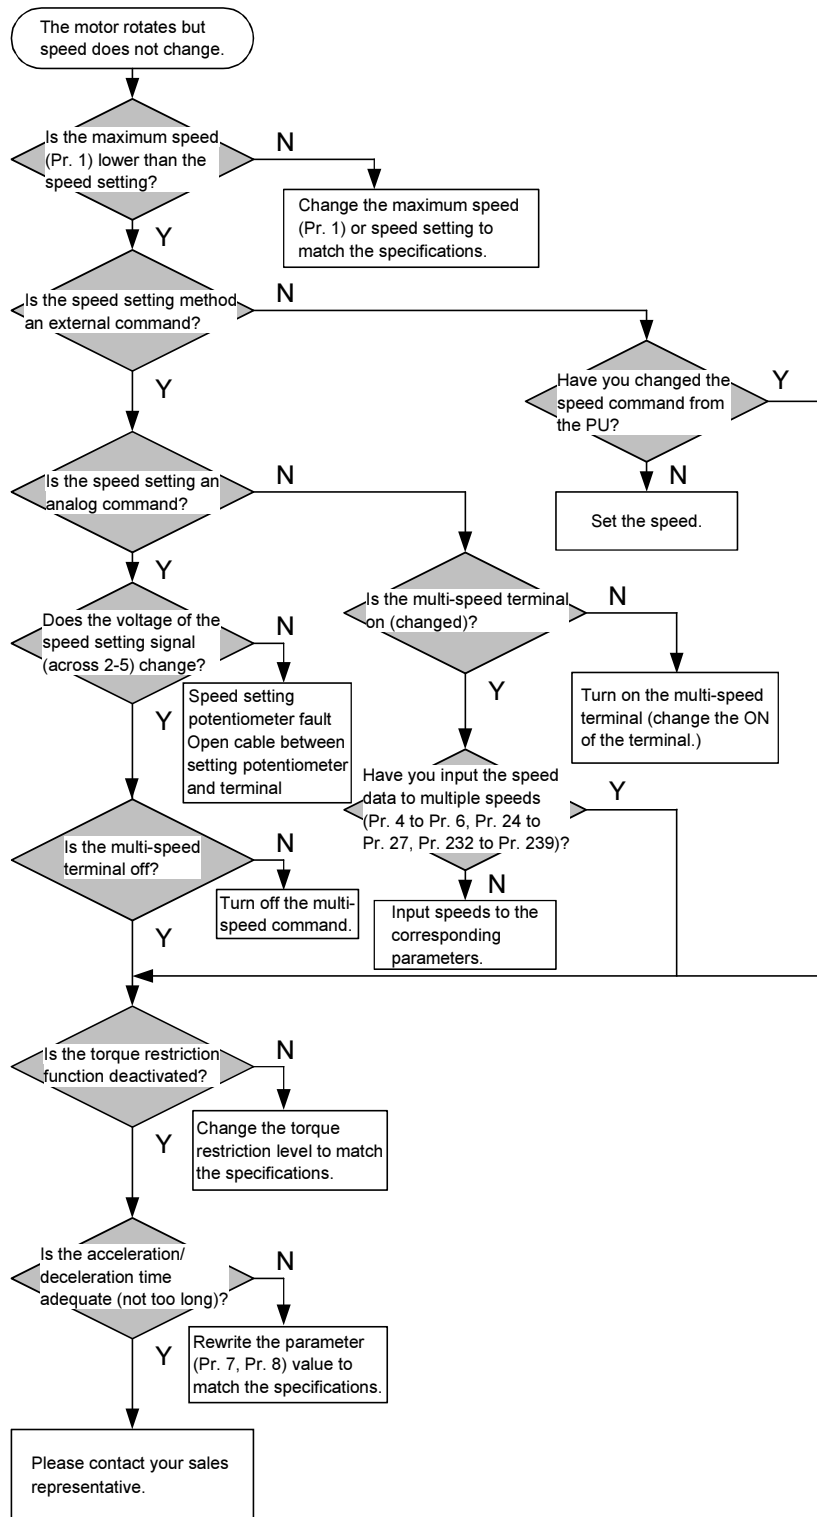 The motor rotates but
speed does not change.
Is the maximum speed
(Pr. 1) lower than the
speed setting?
N
Change the maximum speed
(Pr. 1) or speed setting to
match the specifications.
Y
Is the speed setting method
an external command?
N
Have you changed the
speed command from
the PU?
Y
N
Set the speed.
Y
Is the speed setting an
analog command?
N
Is the multi-speed terminal
on (changed)?
N
Turn on the multi-speed
terminal (change the ON
of the terminal.)
Y
Have you input the speed
data to multiple speeds
(Pr. 4 to Pr. 6, Pr. 24 to
Pr. 27, Pr. 232 to Pr. 239)?
Y
N
Input speeds to the
corresponding
parameters.
Y
Does the voltage of the
speed setting signal
(across 2-5) change?
N
Speed setting
potentiometer fault
Open cable between
setting potentiometer
and terminal
Y
Is the multi-speed
terminal off?
N
Turn off the multi-
speed command.
Y
Is the torque restriction
function deactivated?
N
Change the torque
restriction level to match
the specifications.
Y
Is the acceleration/
deceleration time
adequate (not too long)?
N
Rewrite the parameter
(Pr. 7, Pr. 8) value to
match the specifications.
Y
Please contact your sales
representative.